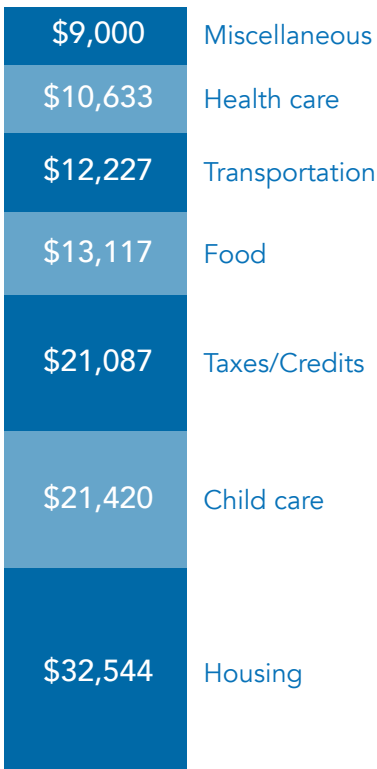 $9,000 Miscellaneous
$10,633 Health care
$12,227 Transportation
$13,117 Food
$21,087 Taxes/Credits
$21,420 Child care
$32,544 Housing